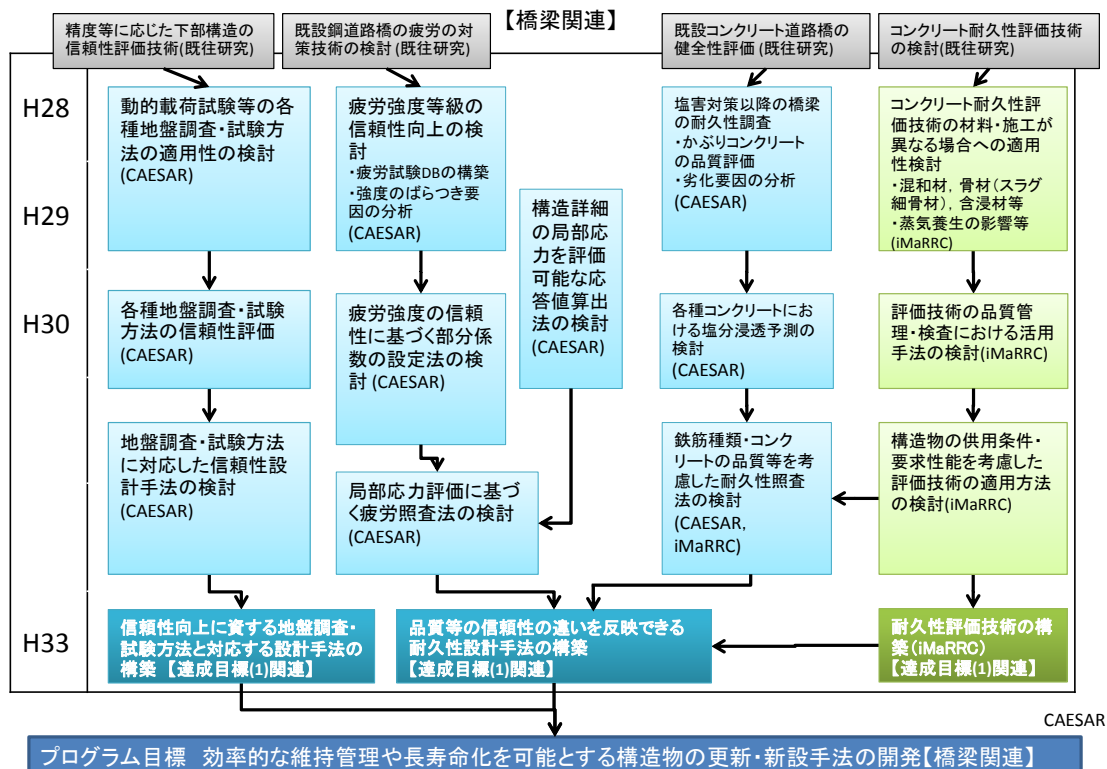 【橋梁関連】
精度等に応じた下部構造の
信頼性評価技術(既往研究)
既設鋼道路橋の疲労の対
策技術の検討(既往研究)
既設コンクリート道路橋の
健全性評価(既往研究)
コンクリート耐久性評価技術
の検討(既往研究)
H28
H29
H30
H33
動的載荷試験等の各
種地盤調査・試験方
法の適用性の検討
(CAESAR)
各種地盤調査・試験
方法の信頼性評価
(CAESAR)
地盤調査・試験方法
に対応した信頼性設
計手法の検討
(CAESAR)
疲労強度等級の
信頼性向上の検
討
・疲労試験DBの構築
・強度のばらつき要
因の分析
(CAESAR)
疲労強度の信頼
性に基づく部分係
数の設定法の検
討 (CAESAR)
構造詳細
の局部応
力を評価
可能な応
答値算出
法の検討
(CAESAR)
局部応力評価に基づ
く疲労照査法の検討
(CAESAR)
塩害対策以降の橋梁
の耐久性調査
・かぶりコンクリート
の品質評価
・劣化要因の分析
(CAESAR)
各種コンクリートにお
ける塩分浸透予測の
検討
(CAESAR)
鉄筋種類・コンク
リートの品質等を考
慮した耐久性照査
法の検討
(CAESAR,
iMaRRC)
コンクリート耐久性評
価技術の材料・施工が
異なる場合への適用
性検討
・混和材，骨材（スラグ
細骨材），含浸材等
・蒸気養生の影響等
(iMaRRC)
評価技術の品質管
理・検査における活用
手法の検討(iMaRRC)
構造物の供用条件・
要求性能を考慮した
評価技術の適用方法
の検討(iMaRRC)
信頼性向上に資する地盤調査・
試験方法と対応する設計手法の
構築 【達成目標(1)関連】
品質等の信頼性の違いを反映できる
耐久性設計手法の構築
【達成目標(1)関連】
耐久性評価技術の構
築(iMaRRC)
【達成目標(1)関連】
CAESAR
プログラム目標 効率的な維持管理や長寿命化を可能とする構造物の更新・新設手法の開発【橋梁関連】